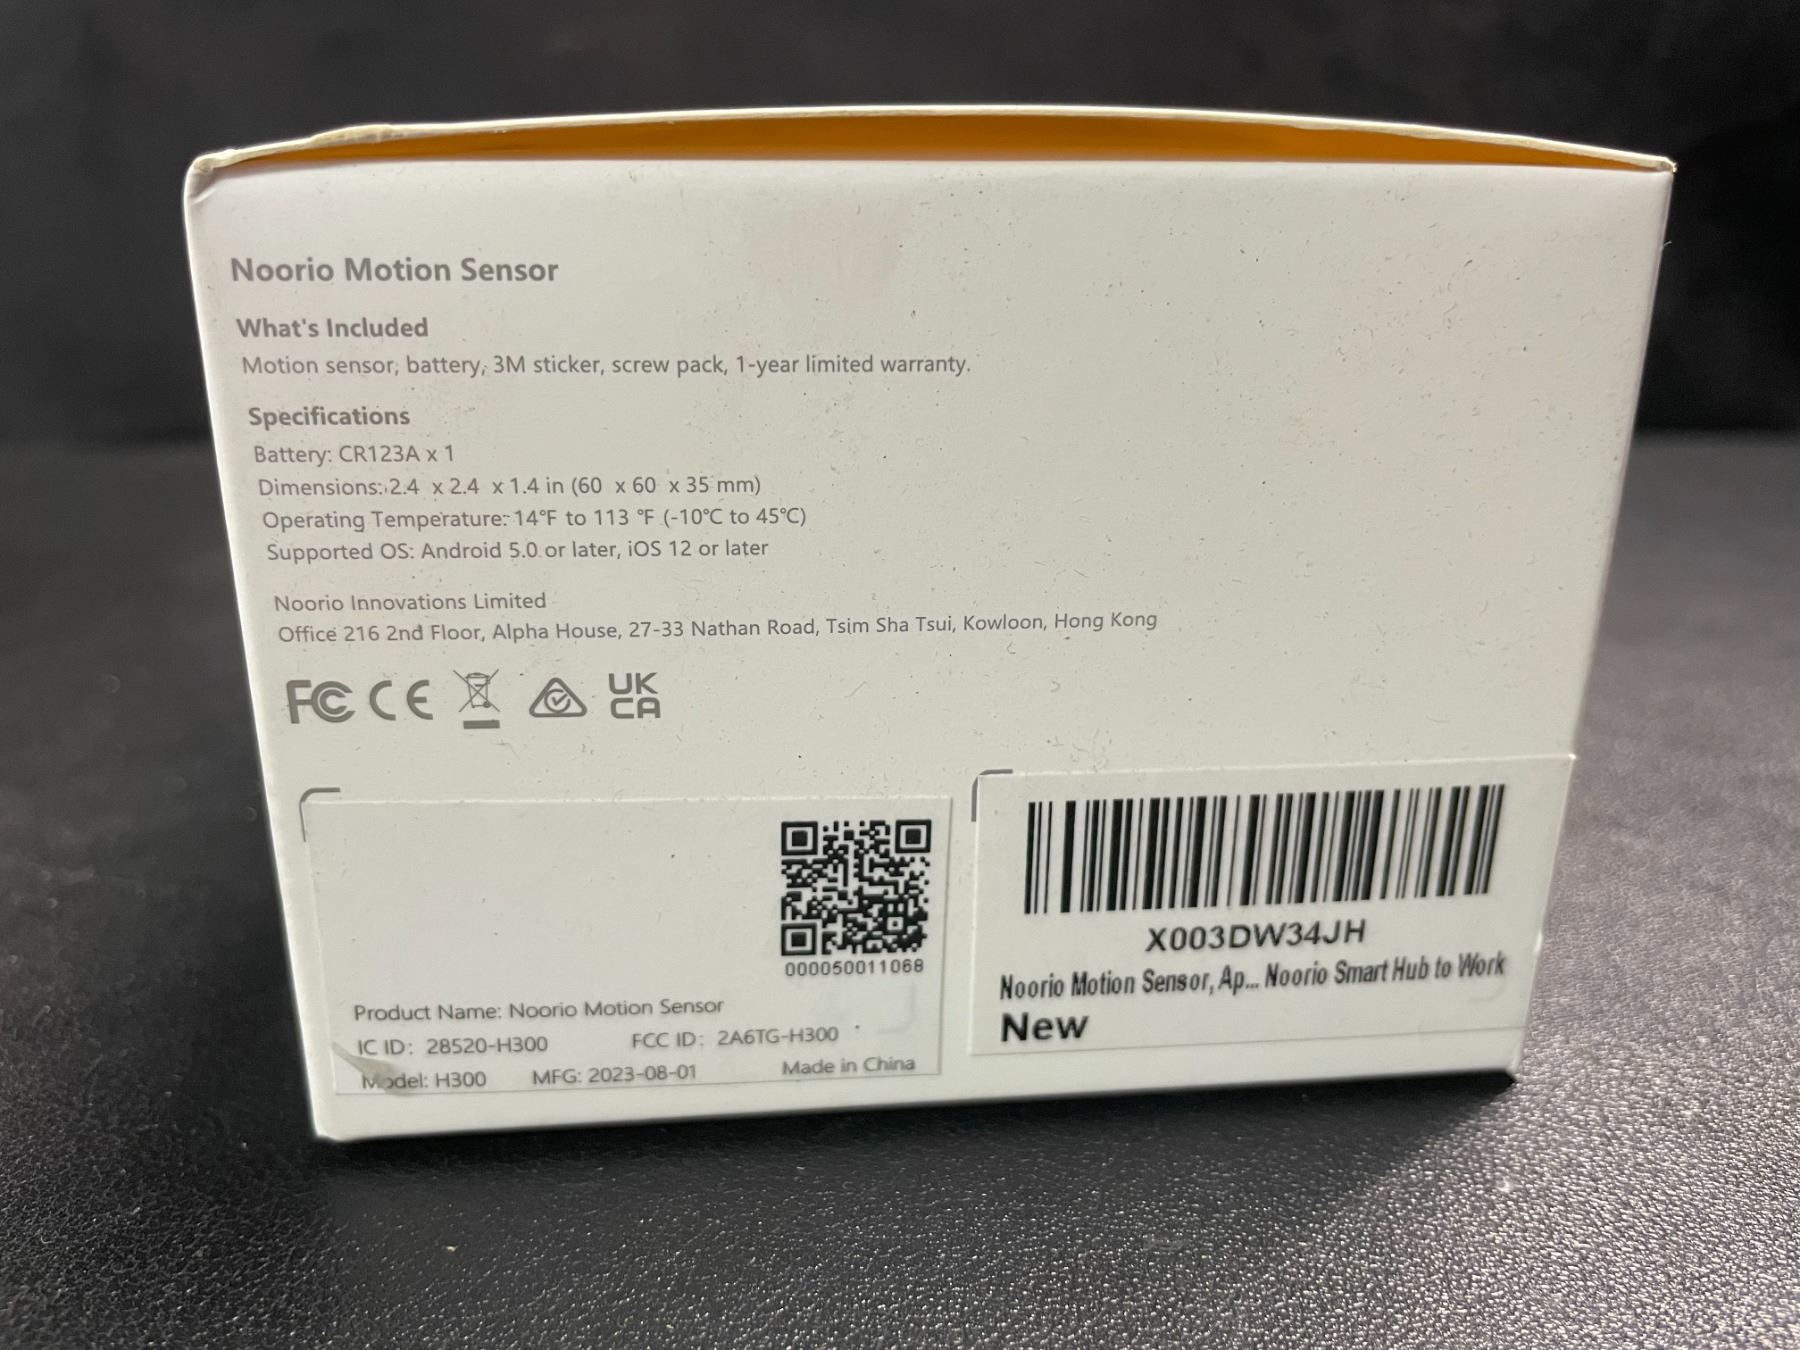 Noorio Motion Sensor
What's Included
Motion sensor, battery, 3M sticker, screw pack, 1-year limited warranty.
Specifications
Battery: CR123A x 1
Dimensions: 2.4 x 2.4 x 1.4 in (60 x 60 x 35 mm)
Operating Temperature: 14°F to 113 °F (-10°C to 45°C)
Supported OS: Android 5.0 or later, iOS 12 or later
Noorio Innovations Limited
Office 216 2nd Floor, Alpha House, 27-33 Nathan Road, Tsim Sha Tsui, Kowloon, Hong Kong
FC CE UK CA
000050011068
Product Name: Noorio Motion Sensor
IC ID: 28520-H300 FCC ID: 2A6TG-H300
Model: H300 MFG: 2023-08-01 Made in China
X003DW34JH
Noorio Motion Sensor, Ap... Noorio Smart Hub to Work
New